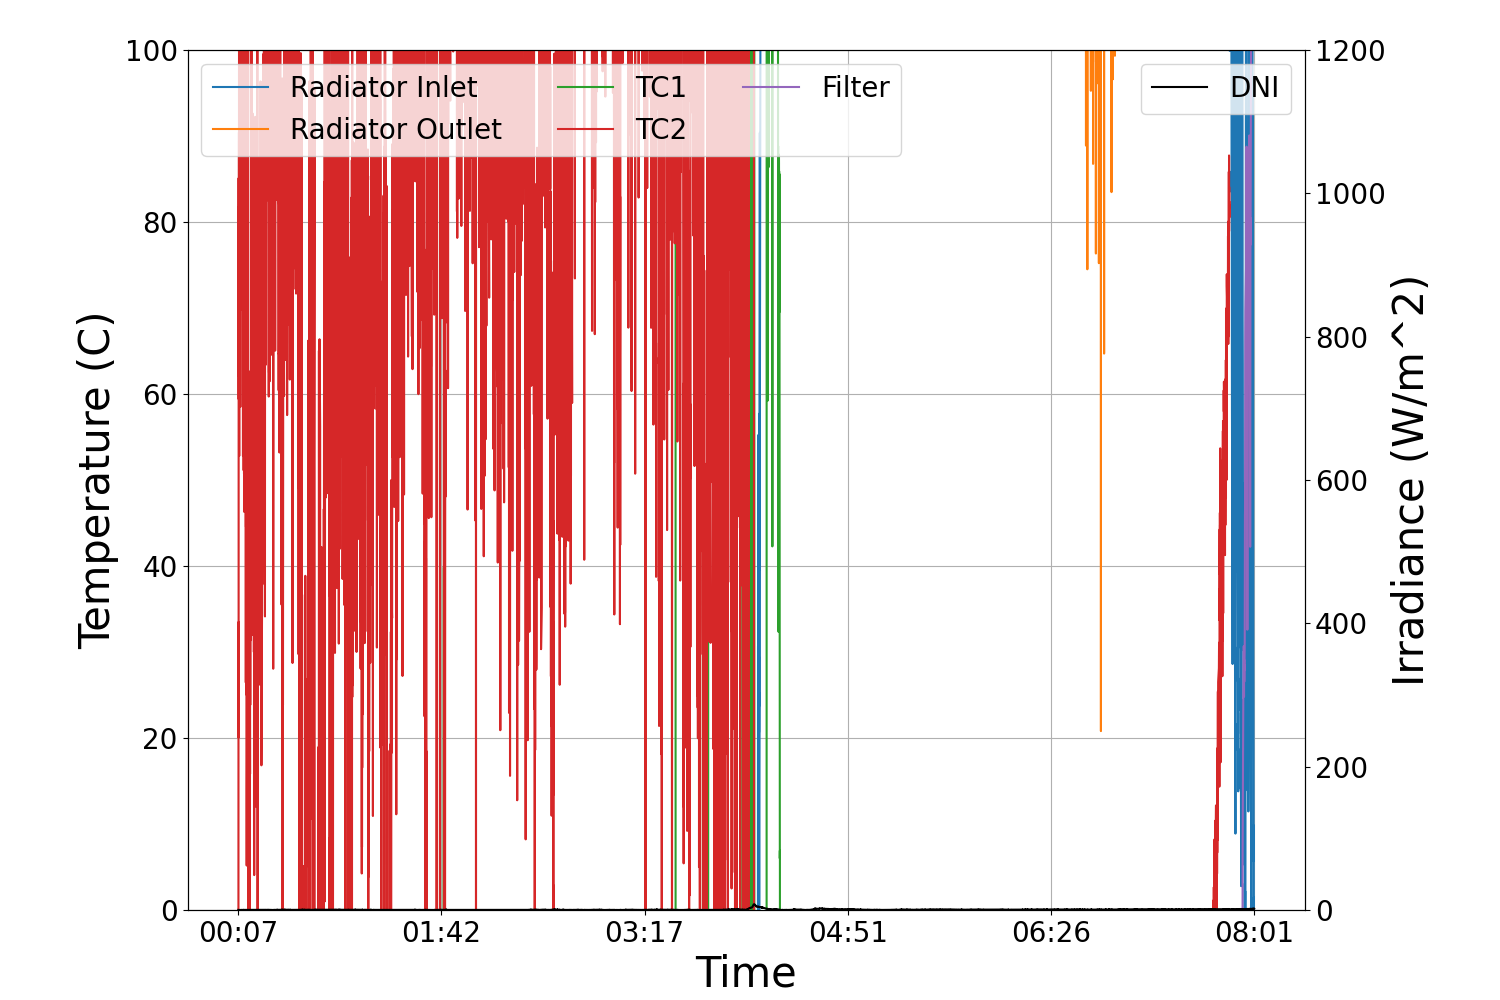 100
80
60
40
20
0
Temperature (C)
Radiator Inlet
Radiator Outlet
TC1
TC2
Filter
DNI
1200
1000
800
600
400
200
0
Irradiance (W/m^2)
00:07 01:42 03:17 04:51 06:26 08:01
Time